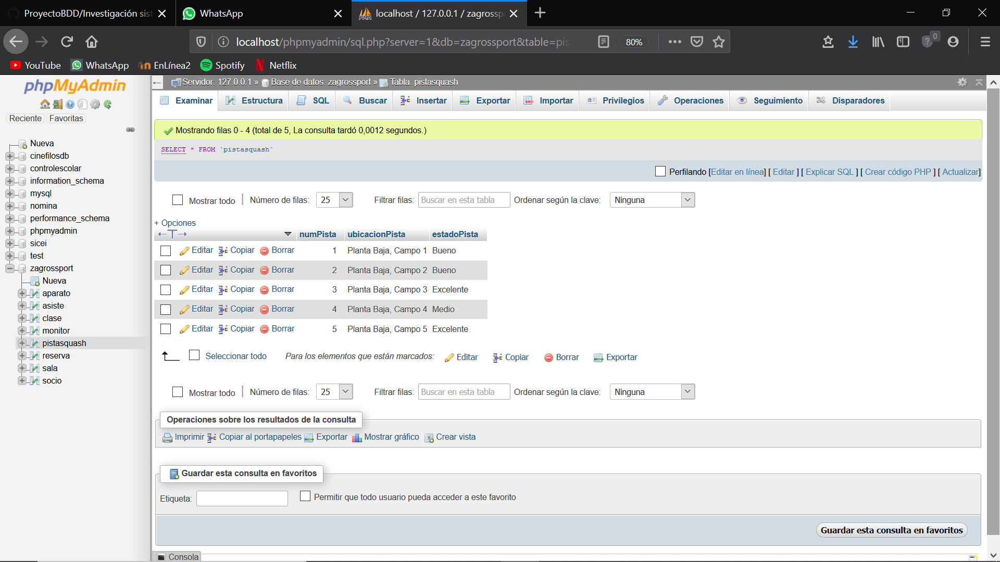 ProyectoBDD/Investigación sist
WhatsApp
localhost / 127.0.0.1 / zagrossp
localhost/phpmyadmin/sql.php?server=1&db=zagrossport&table=pis
80%
0
YouTube WhatsApp EnLínea2 Spotify Netflix
phpMyAdmin
Reciente Favoritas
Nueva
cinefilosdb
controlescolar
information_schema
mysql
nomina
performance_schema
phpmyadmin
sicei
test
zagrossport
Nueva
aparato
asiste
clase
monitor
pistasquash
reserva
sala
socio
Servidor: 127.0.0.1 » Base de datos: zagrossport » Tabla: pistasquash
Examinar Estructura SQL Buscar Insertar Exportar Importar Privilegios Operaciones Seguimiento Disparadores
Mostrando filas 0 - 4 (total de 5, La consulta tardó 0,0012 segundos.)
SELECT * FROM `pistasquash`
Perfilando [Editar en línea] [ Editar ] [ Explicar SQL ] [ Crear código PHP ] [ Actualizar]
Mostrar todo | Número de filas: 25 Filtrar filas: Buscar en esta tabla Ordenar según la clave: Ninguna
+ Opciones
←T→ numPista ubicacionPista estadoPista
Editar Copiar Borrar 1 Planta Baja, Campo 1 Bueno
Editar Copiar Borrar 2 Planta Baja, Campo 2 Bueno
Editar Copiar Borrar 3 Planta Baja, Campo 3 Excelente
Editar Copiar Borrar 4 Planta Baja, Campo 4 Medio
Editar Copiar Borrar 5 Planta Baja, Campo 5 Excelente
Seleccionar todo Para los elementos que están marcados: Editar Copiar Borrar Exportar
Mostrar todo | Número de filas: 25 Filtrar filas: Buscar en esta tabla Ordenar según la clave: Ninguna
Operaciones sobre los resultados de la consulta
Imprimir Copiar al portapapeles Exportar Mostrar gráfico Crear vista
Guardar esta consulta en favoritos
Etiqueta: Permitir que todo usuario pueda acceder a este favorito
Guardar esta consulta en favoritos
Consola